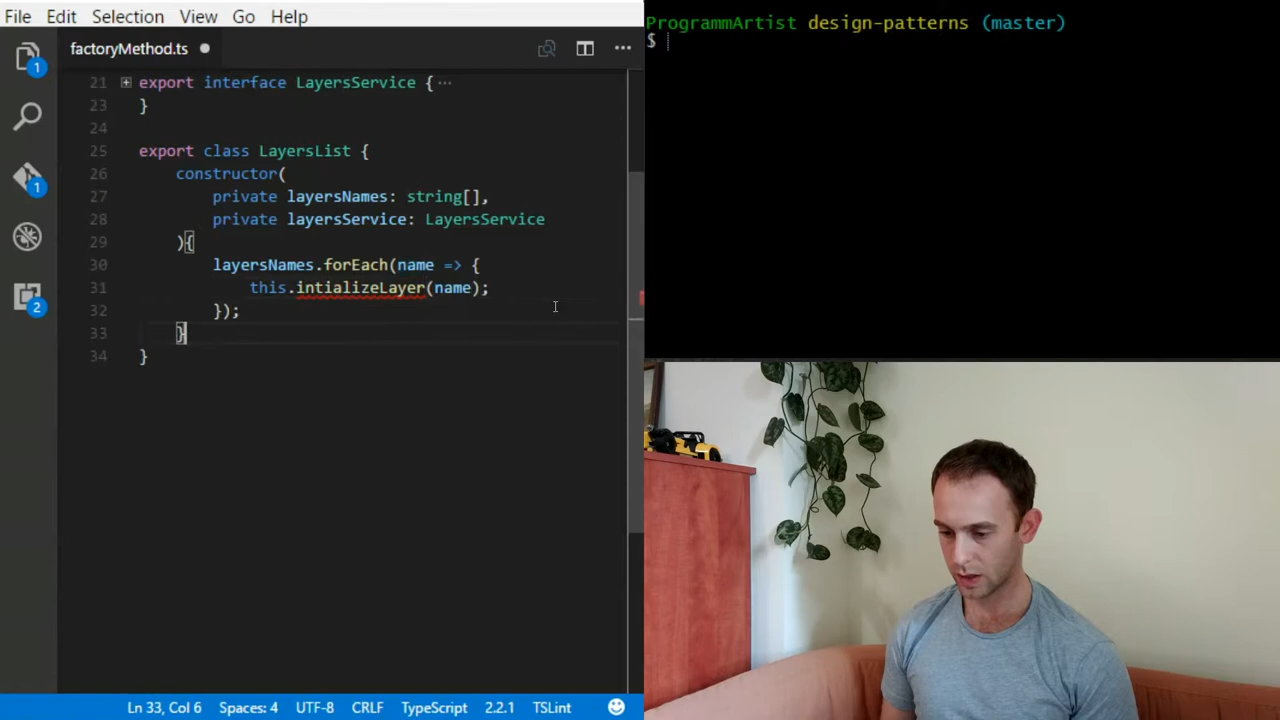 File Edit Selection View Go Help
factoryMethod.ts
21 export interface LayersService {
23 }
24
25 export class LayersList {
26 constructor(
27 private layersNames: string[],
28 private layersService: LayersService
29 ){
30 layersNames.forEach(name => {
31 this.intializeLayer(name);
32 });
33 }
34 }
1
1
2
Ln 33, Col 6 Spaces: 4 UTF-8 CRLF TypeScript 2.2.1 TSLint
ProgrammArtist design-patterns (master)
$